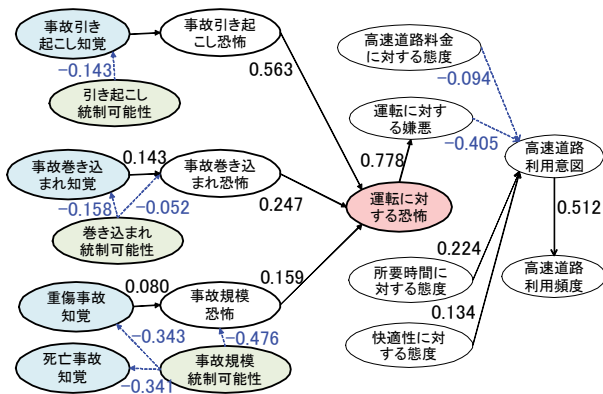 事故引き
起こし知覚
事故引き起
こし恐怖
-0.143
引き起こし
統制可能性
0.563
高速道路料金
に対する態度
-0.094
運転に対す
る嫌悪
-0.405
高速道路
利用意図
0.778
事故巻き込
まれ知覚
0.143
事故巻き込
まれ恐怖
-0.158
-0.052
巻き込まれ
統制可能性
0.247
運転に対
する恐怖
0.512
0.224
所要時間に
対する態度
高速道路
利用頻度
0.134
快適性に対
する態度
0.159
重傷事故
知覚
0.080
事故規模
恐怖
-0.343
-0.476
死亡事故
知覚
-0.341
事故規模
統制可能性